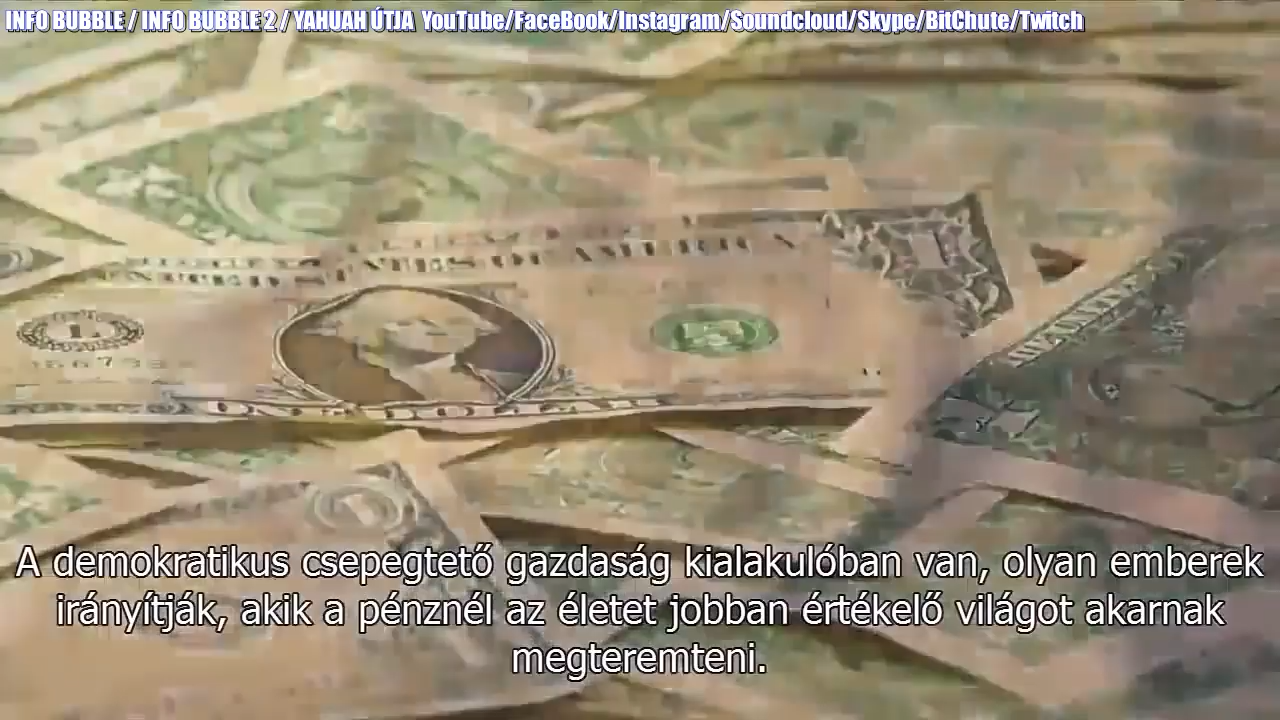 INFO BUBBLE / INFO BUBBLE 2 / YAHUAH ÚTJA YouTube/FaceBook/Instagram/Soundcloud/Skype/BitChute/Twitch
A demokratikus csepegtető gazdaság kialakulóban van, olyan emberek
irányítják, akik a pénznél az életet jobban értékelő világot akarnak
megteremteni.